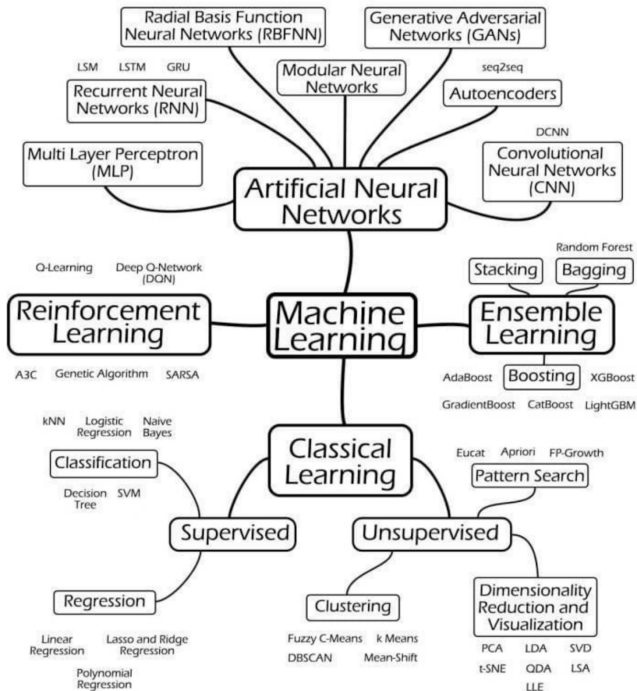 Radial Basis Function
Neural Networks (RBFNN)
Generative Adversarial
Networks (GANs)
LSM LSTM GRU
Recurrent Neural
Networks (RNN)
Modular Neural
Networks
seq2seq
Autoencoders
Multi Layer Perceptron
(MLP)
DCNN
Convolutional
Neural Networks
(CNN)
Artificial Neural
Networks
Q-Learning
Deep Q-Network
(DQN)
Reinforcement
Learning
A3C Genetic Algorithm SARSA
Machine
Learning
Random Forest
Stacking
Bagging
Ensemble
Learning
AdaBoost
Boosting
XGBoost
GradientBoost CatBoost LightGBM
kNN
Logistic
Regression
Naive
Bayes
Classification
Decision
Tree
SVM
Classical
Learning
Eucat Apriori FP-Growth
Pattern Search
Supervised
Unsupervised
Regression
Linear
Regression
Lasso and Ridge
Regression
Polynomial
Regression
Clustering
Fuzzy C-Means k Means
DBSCAN Mean-Shift
Dimensionality
Reduction and
Visualization
PCA LDA SVD
t-SNE QDA LSA
LLE